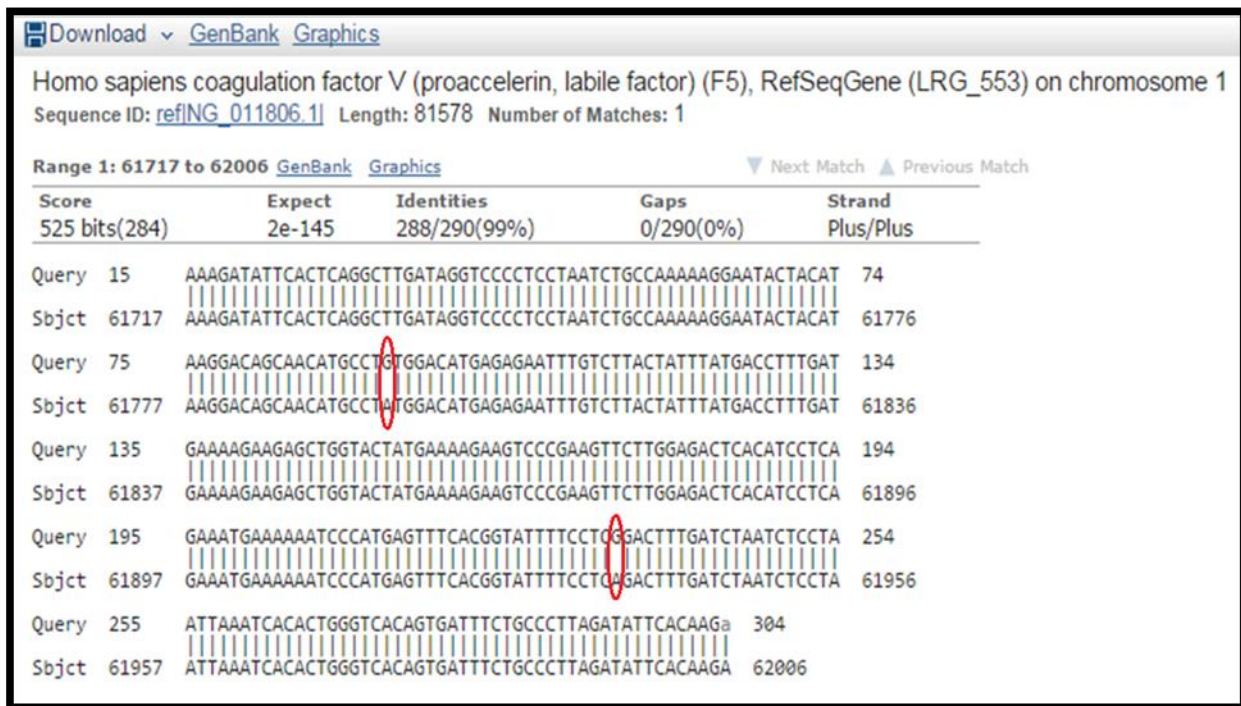 Download GenBank Graphics
Homo sapiens coagulation factor V (proaccelerin, labile factor) (F5), RefSeqGene (LRG_553) on chromosome 1
Sequence ID: ref|NG_011806.1| Length: 81578 Number of Matches: 1
Range 1: 61717 to 62006 GenBank Graphics Next Match Previous Match
Score Expect Identities Gaps Strand
525 bits(284) 2e-145 288/290(99%) 0/290(0%) Plus/Plus
Query 15 AAAGATATTCACTCAGGCTTGATAGGTCCCCTCCTAATCTGCCAAAAAGGAATACTACAT 74
Sbjct 61717 AAAGATATTCACTCAGGCTTGATAGGTCCCCTCCTAATCTGCCAAAAAGGAATACTACAT 61776
Query 75 AAGGACAGCAACATGCCTGTGGACATGAGAGAATTTGTCTTACTATTTATGACCTTTGAT 134
Sbjct 61777 AAGGACAGCAACATGCCTATGGACATGAGAGAATTTGTCTTACTATTTATGACCTTTGAT 61836
Query 135 GAAAAGAAGAGCTGGTACTATGAAAAGAAGTCCCGAAGTTCTTGGAGACTCACATCCTCA 194
Sbjct 61837 GAAAAGAAGAGCTGGTACTATGAAAAGAAGTCCCGAAGTTCTTGGAGACTCACATCCTCA 61896
Query 195 GAAATGAAAAAATCCCATGAGTTTCACGGTATTTTCCTCGGACTTTGATCTAATCTCCTA 254
Sbjct 61897 GAAATGAAAAAATCCCATGAGTTTCACGGTATTTTCCTCAGACTTTGATCTAATCTCCTA 61956
Query 255 ATTAAATCACACTGGGTCACAGTGATTTCTGCCCTTAGATATTCACAAGa 304
Sbjct 61957 ATTAAATCACACTGGGTCACAGTGATTTCTGCCCTTAGATATTCACAAGA 62006